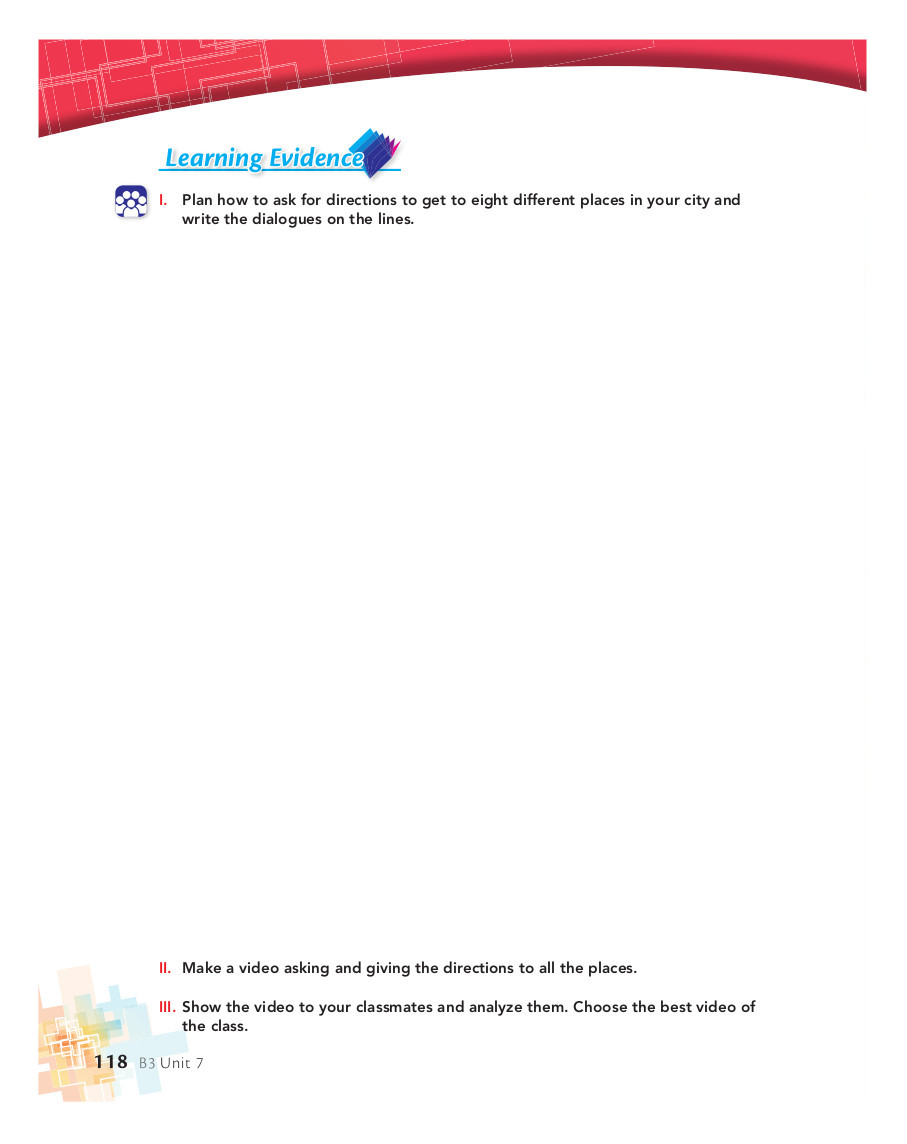 Learning Evidence
I. Plan how to ask for directions to get to eight different places in your city and
write the dialogues on the lines.
II. Make a video asking and giving the directions to all the places.
III. Show the video to your classmates and analyze them. Choose the best video of
the class.
118 B3 Unit 7